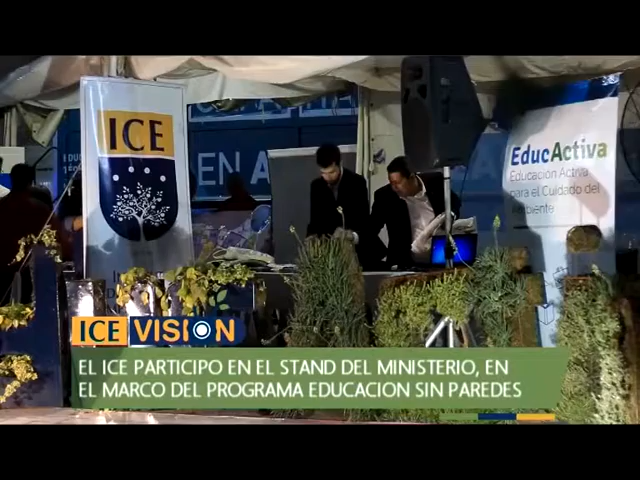 ICE
EducActiva
Educación Activa
para el Cuidado del
Ambiente
EN
ICE VISION
EL ICE PARTICIPO EN EL STAND DEL MINISTERIO, EN
EL MARCO DEL PROGRAMA EDUCACION SIN PAREDES